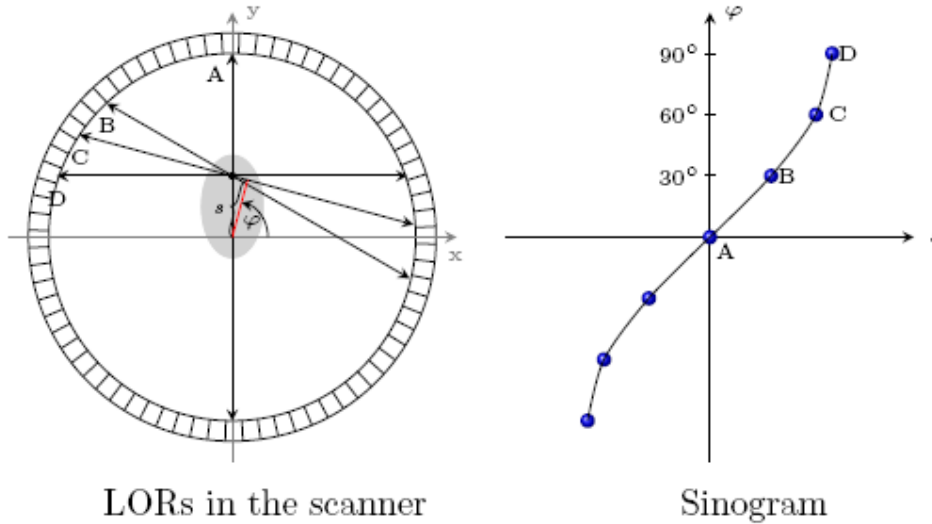 y
φ
A
90°
D
60°
C
B
C
30°
B
D
s
φ
x
A
LORs in the scanner
Sinogram